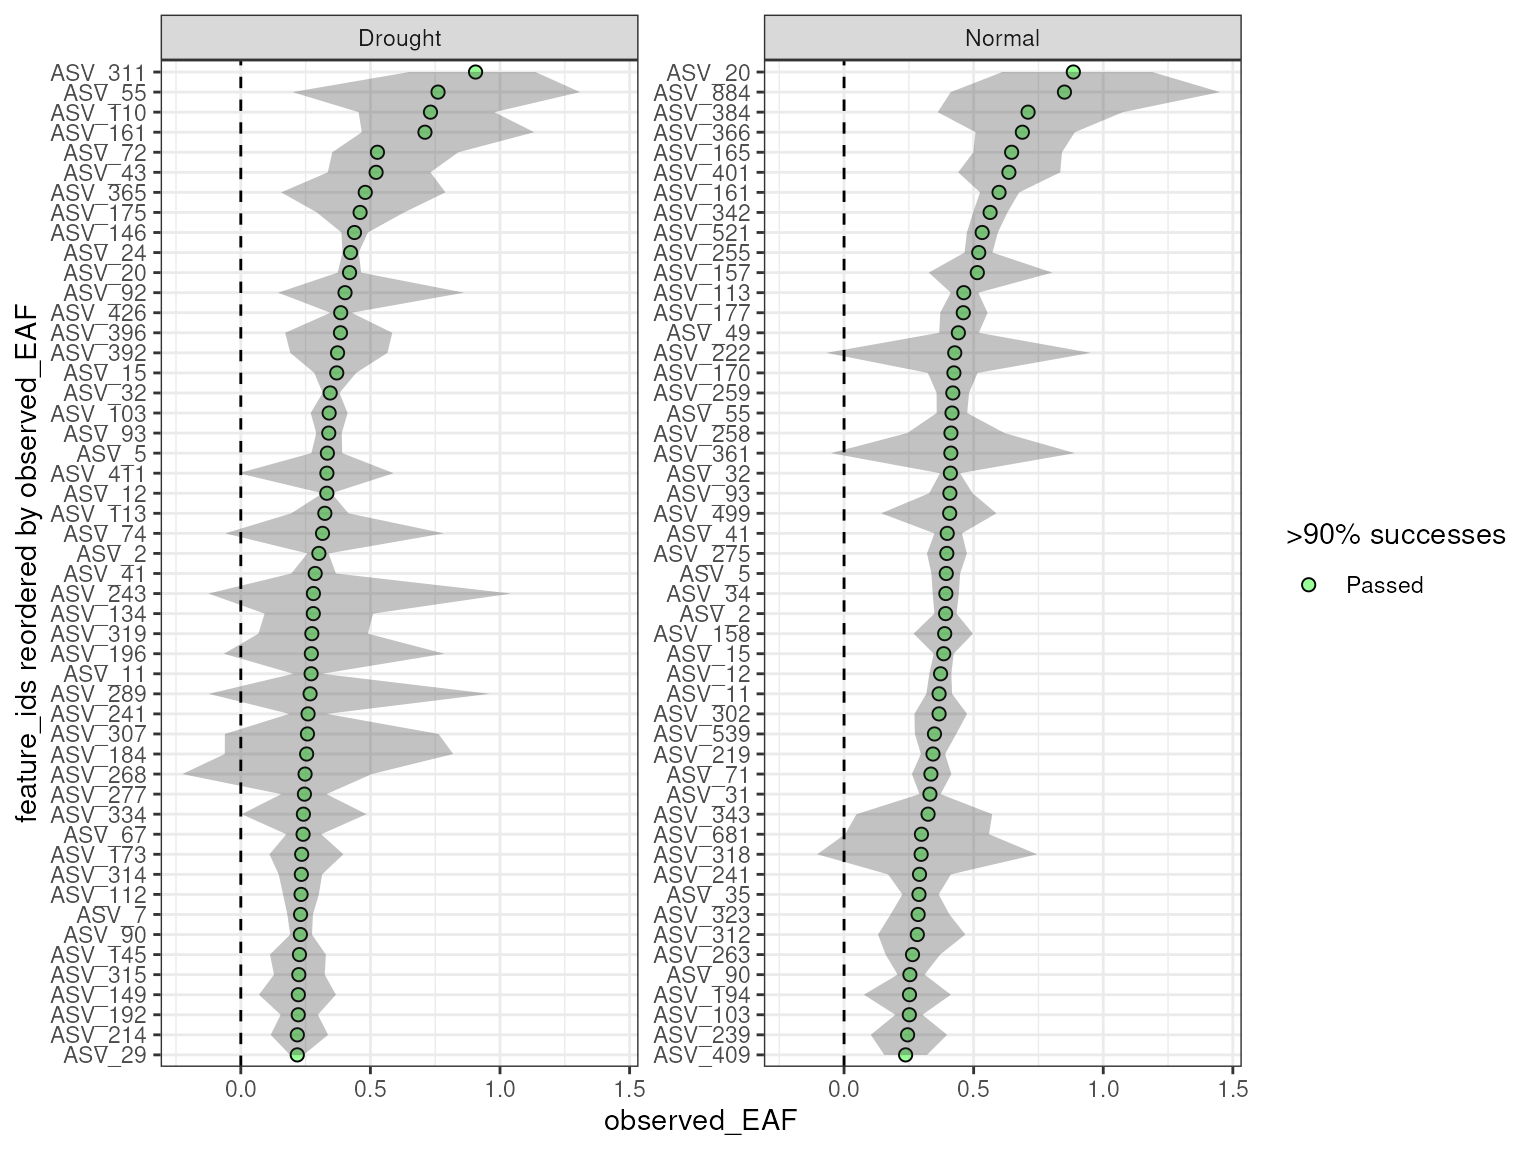 Drought
Normal
feature_ids reordered by observed_EAF
ASV_311
ASV_55
ASV_110
ASV_161
ASV_72
ASV_43
ASV_365
ASV_175
ASV_146
ASV_24
ASV_20
ASV_92
ASV_426
ASV_396
ASV_392
ASV_15
ASV_32
ASV_103
ASV_93
ASV_5
ASV_411
ASV_12
ASV_113
ASV_74
ASV_2
ASV_41
ASV_243
ASV_134
ASV_319
ASV_196
ASV_11
ASV_289
ASV_241
ASV_307
ASV_184
ASV_268
ASV_277
ASV_334
ASV_67
ASV_173
ASV_314
ASV_112
ASV_7
ASV_90
ASV_145
ASV_315
ASV_149
ASV_192
ASV_214
ASV_29
ASV_20
ASV_884
ASV_384
ASV_366
ASV_165
ASV_401
ASV_161
ASV_342
ASV_521
ASV_255
ASV_157
ASV_113
ASV_177
ASV_49
ASV_222
ASV_170
ASV_259
ASV_55
ASV_258
ASV_361
ASV_32
ASV_93
ASV_499
ASV_41
ASV_275
ASV_5
ASV_34
ASV_2
ASV_158
ASV_15
ASV_12
ASV_11
ASV_302
ASV_539
ASV_219
ASV_71
ASV_31
ASV_343
ASV_681
ASV_318
ASV_241
ASV_35
ASV_323
ASV_312
ASV_263
ASV_90
ASV_194
ASV_103
ASV_239
ASV_409
0.0 0.5 1.0 1.5
0.0 0.5 1.0 1.5
observed_EAF
>90% successes
Passed